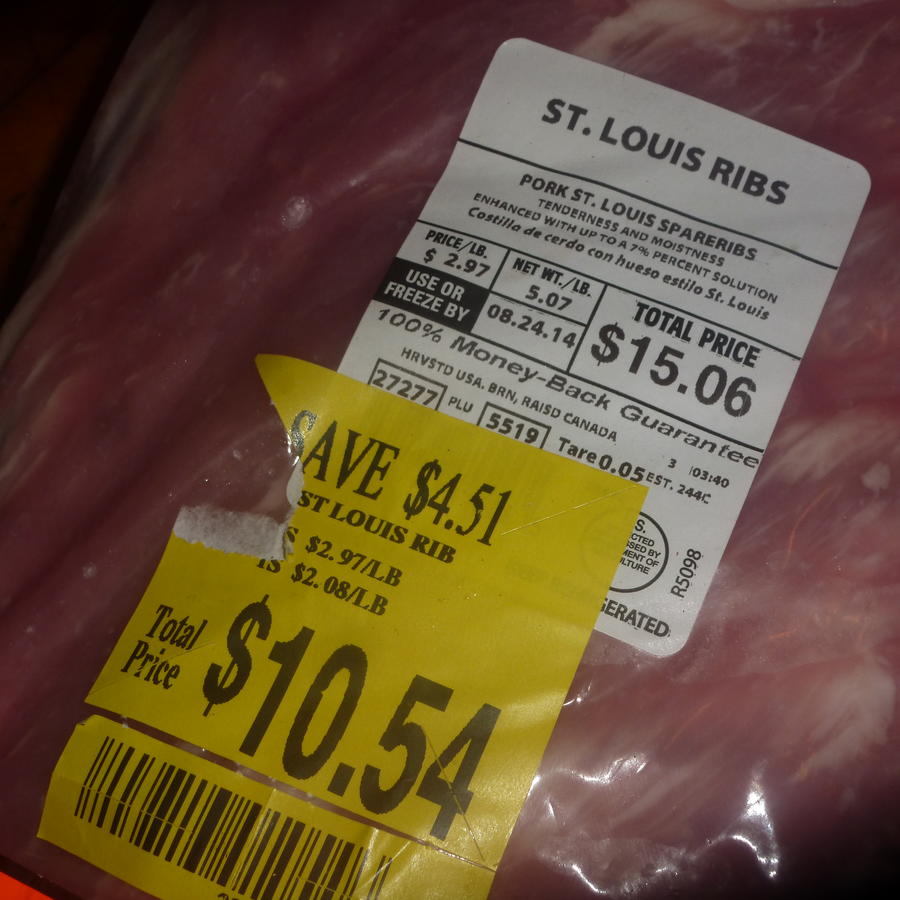 ST. LOUIS RIBS
PORK ST. LOUIS SPARERIBS
TENDERNESS AND MOISTNESS
ENHANCED WITH UP TO A 7% PERCENT SOLUTION
Costilla de cerdo con hueso estilo St. Louis
PRICE/LB.
$ 2.97
NET WT./LB.
5.07
TOTAL PRICE
$15.06
USE OR
FREEZE BY
08.24.14
100% Money-Back Guarantee
HRVSTD USA. BRN, RAISD CANADA
27277 PLU 5519 Tare 0.05 3 03:40
EST. 244C
R5098
SAVE $4.51
ST LOUIS RIB
$2.97/LB
IS $2.08/LB
Total
Price
$10.54